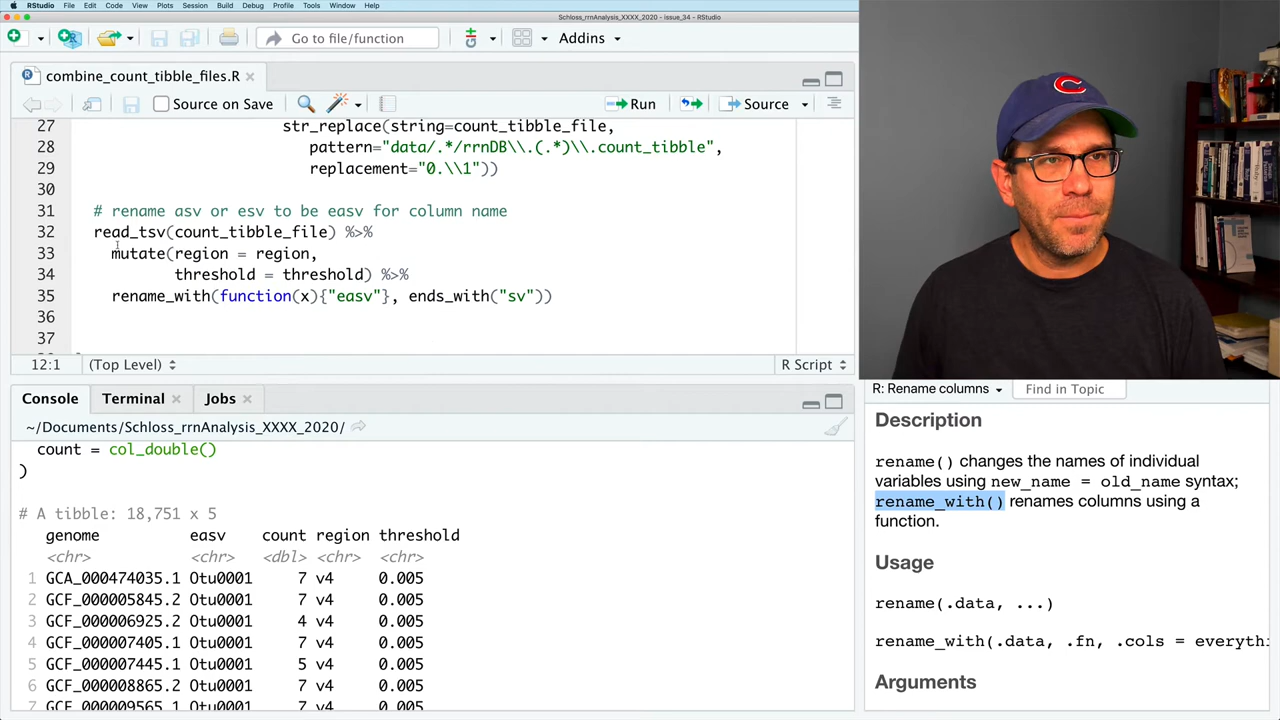 RStudio File Edit Code View Plots Session Build Debug Profile Tools Window Help
Schloss_rrnAnalysis_XXXX_2020 - issue_34 - RStudio
Go to file/function Addins
combine_count_tibble_files.R
Source on Save Run Source
27 str_replace(string=count_tibble_file,
28 pattern="data/.*/rrnDB\\.(.*)\\.count_tibble",
29 replacement="0.\\1"))
30
31 # rename asv or esv to be easv for column name
32 read_tsv(count_tibble_file) %>%
33 mutate(region = region,
34 threshold = threshold) %>%
35 rename_with(function(x){"easv"}, ends_with("sv"))
36
37
12:1 (Top Level) R Script
Console Terminal Jobs
~/Documents/Schloss_rrnAnalysis_XXXX_2020/
count = col_double()
)
# A tibble: 18,751 x 5
genome easv count region threshold
<chr> <chr> <dbl> <chr> <chr>
1 GCA_000474035.1 Otu0001 7 v4 0.005
2 GCF_000005845.2 Otu0001 7 v4 0.005
3 GCF_000006925.2 Otu0001 4 v4 0.005
4 GCF_000007405.1 Otu0001 7 v4 0.005
5 GCF_000007445.1 Otu0001 5 v4 0.005
6 GCF_000008865.2 Otu0001 7 v4 0.005
7 GCF_000009565.1 Otu0001 7 v4 0.005
R: Rename columns Find in Topic
Description
rename() changes the names of individual
variables using new_name = old_name syntax;
rename_with() renames columns using a
function.
Usage
rename(.data, ...)
rename_with(.data, .fn, .cols = everythi
Arguments